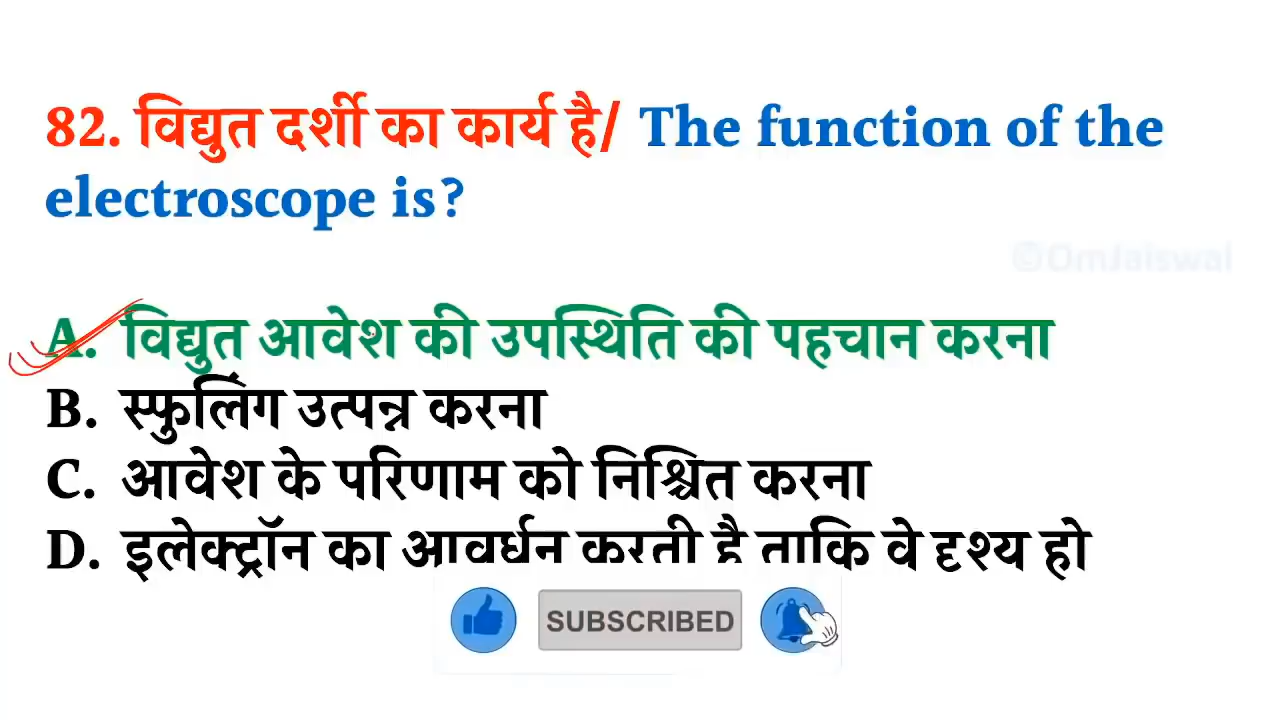 82. विद्युत दर्शी का कार्य है/ The function of the
electroscope is?
©OmJaiswal
A. विद्युत आवेश की उपस्थिति की पहचान करना
B. स्फुलिंग उत्पन्न करना
C. आवेश के परिणाम को निश्चित करना
D. इलेक्ट्रॉन का आवर्धन करती है ताकि वे दृश्य हो
SUBSCRIBED